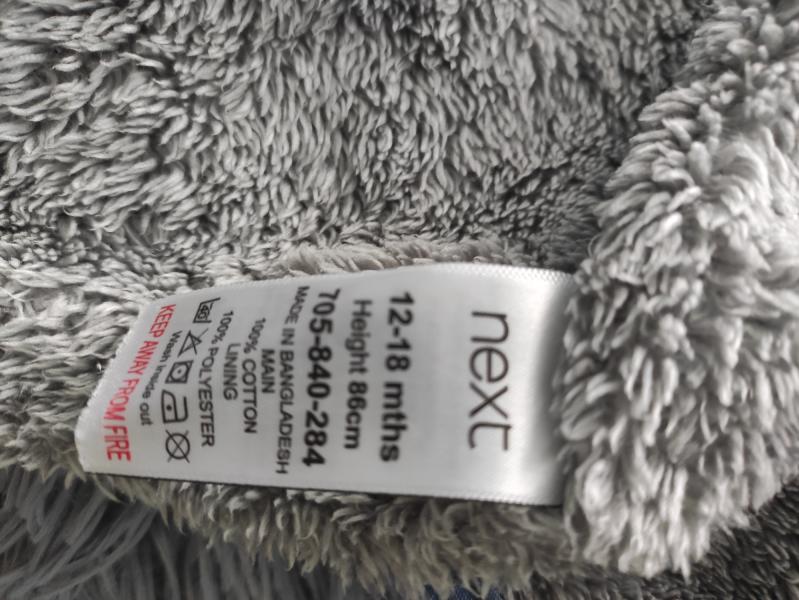 next
12-18 mths
Height 86cm
705-840-284
MADE IN BANGLADESH
MAIN
100% COTTON
LINING
100% POLYESTER
40
Wash inside out
KEEP AWAY FROM FIRE